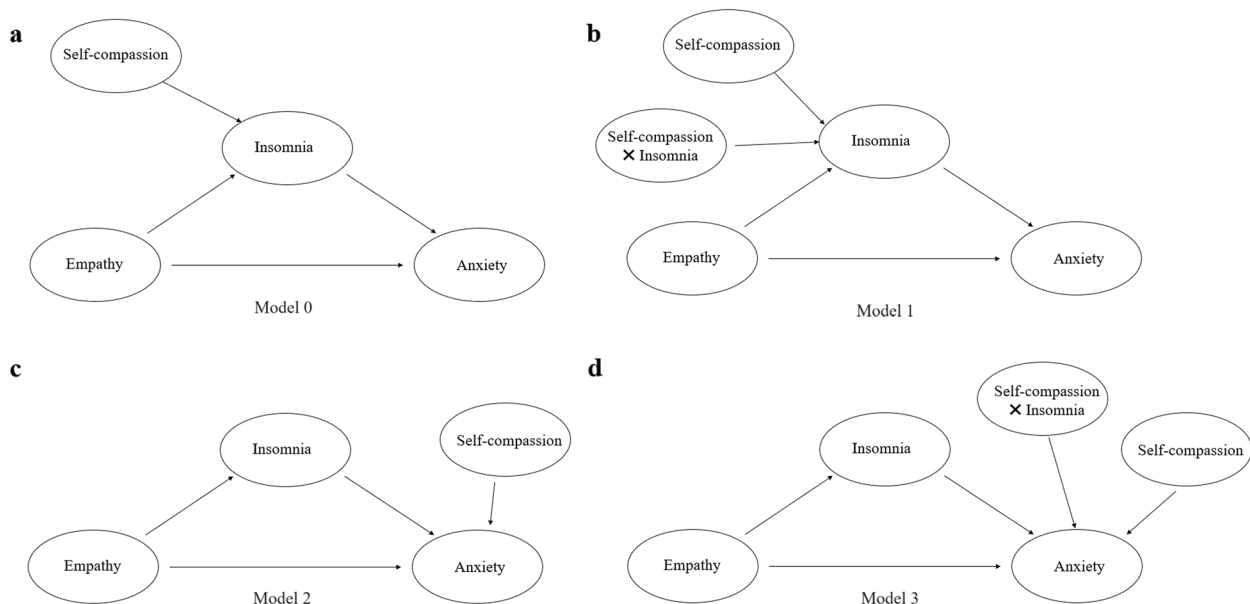 a
Self-compassion
Insomnia
Empathy
Anxiety
Model 0
b
Self-compassion
Self-compassion
✕ Insomnia
Insomnia
Empathy
Anxiety
Model 1
c
Insomnia
Self-compassion
Empathy
Anxiety
Model 2
d
Self-compassion
✕ Insomnia
Insomnia
Self-compassion
Empathy
Anxiety
Model 3